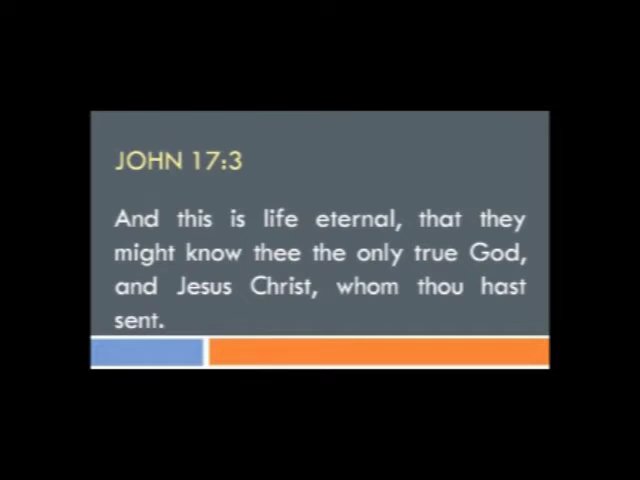 JOHN 17:3
And this is life eternal, that they
might know thee the only true God,
and Jesus Christ, whom thou hast
sent.